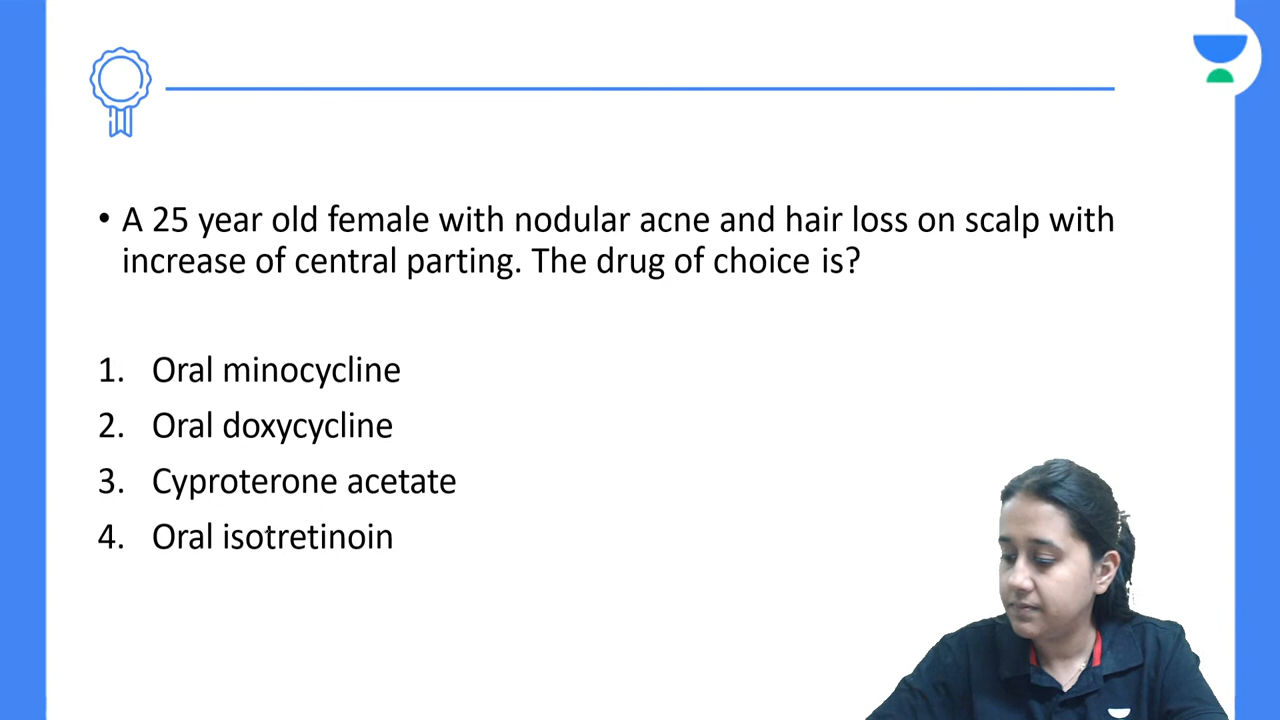 • A 25 year old female with nodular acne and hair loss on scalp with
increase of central parting. The drug of choice is?
1. Oral minocycline
2. Oral doxycycline
3. Cyproterone acetate
4. Oral isotretinoin